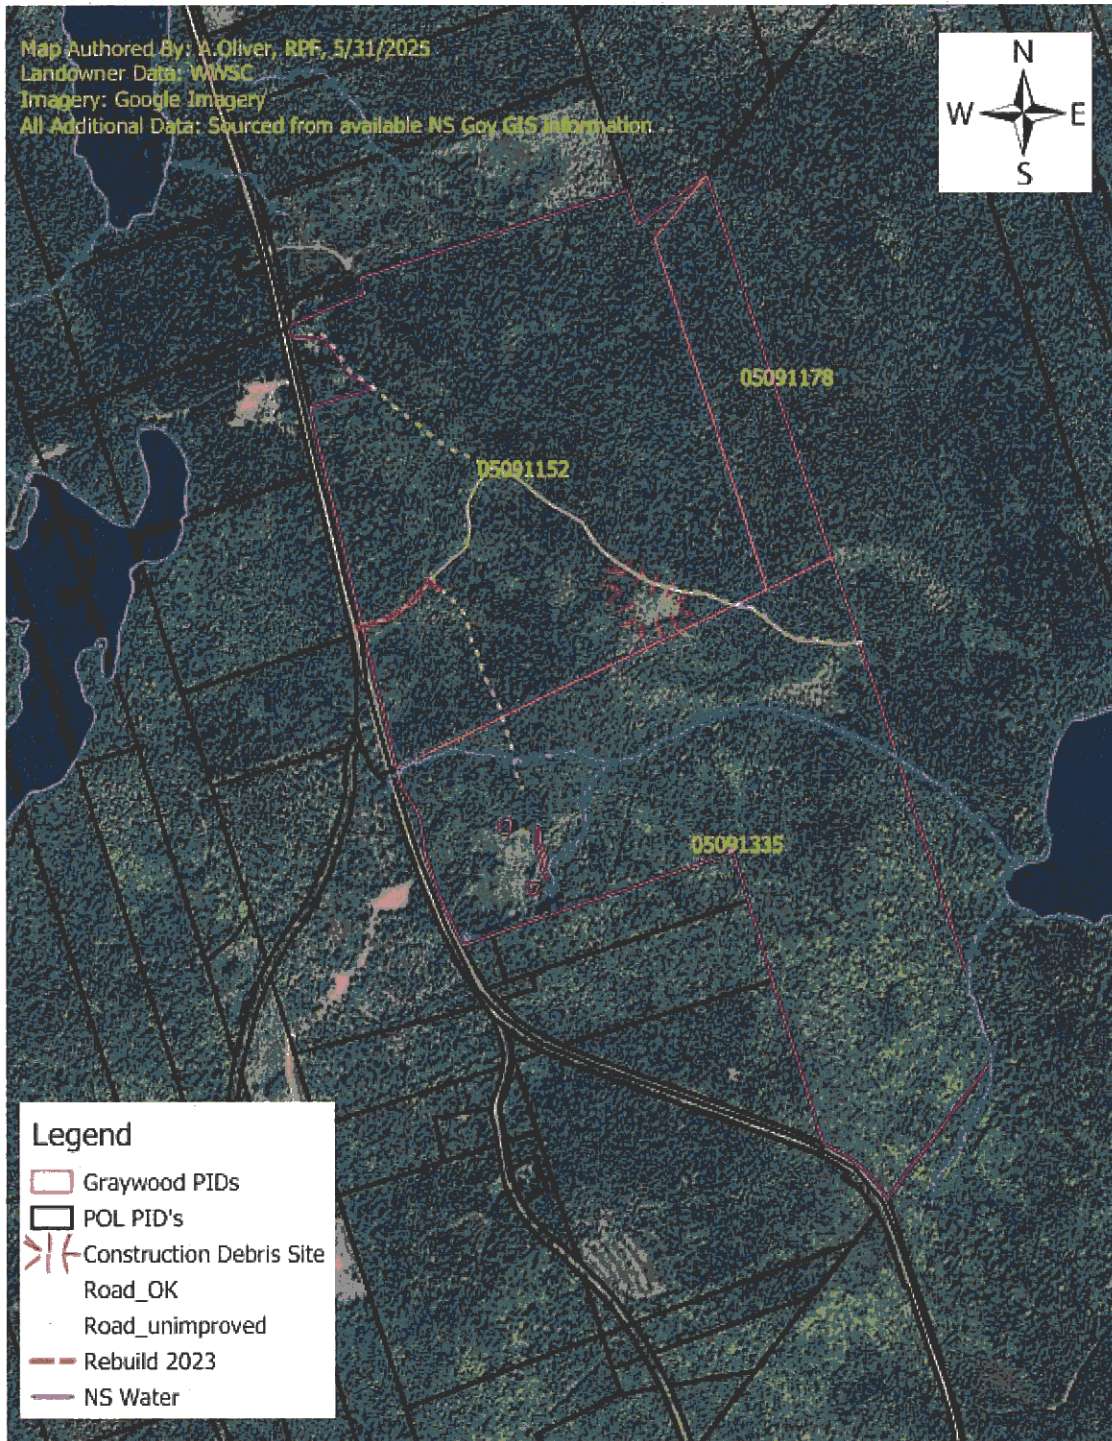 Map Authored By: A.Oliver, RPF, 5/31/2025
Landowner Data: WWSC
Imagery: Google Imagery
All Additional Data: Sourced from available NS Gov GIS Information
N
W E
S
05091178
05091152
05091335
Legend
Graywood PIDs
POL PID's
Construction Debris Site
Road_OK
Road_unimproved
Rebuild 2023
NS Water